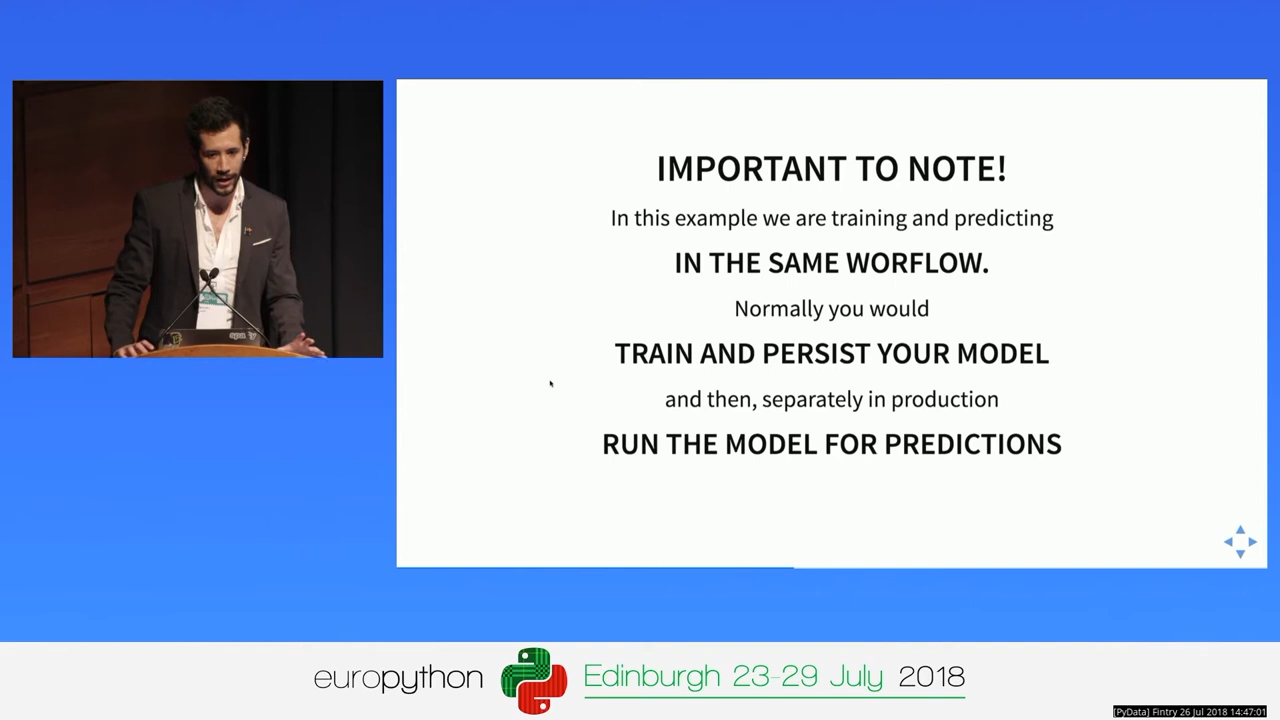 IMPORTANT TO NOTE!
In this example we are training and predicting
IN THE SAME WORFLOW.
Normally you would
TRAIN AND PERSIST YOUR MODEL
and then, separately in production
RUN THE MODEL FOR PREDICTIONS
europython Edinburgh 23-29 July 2018
[PyData] Fintry 26 Jul 2018 14:47:01